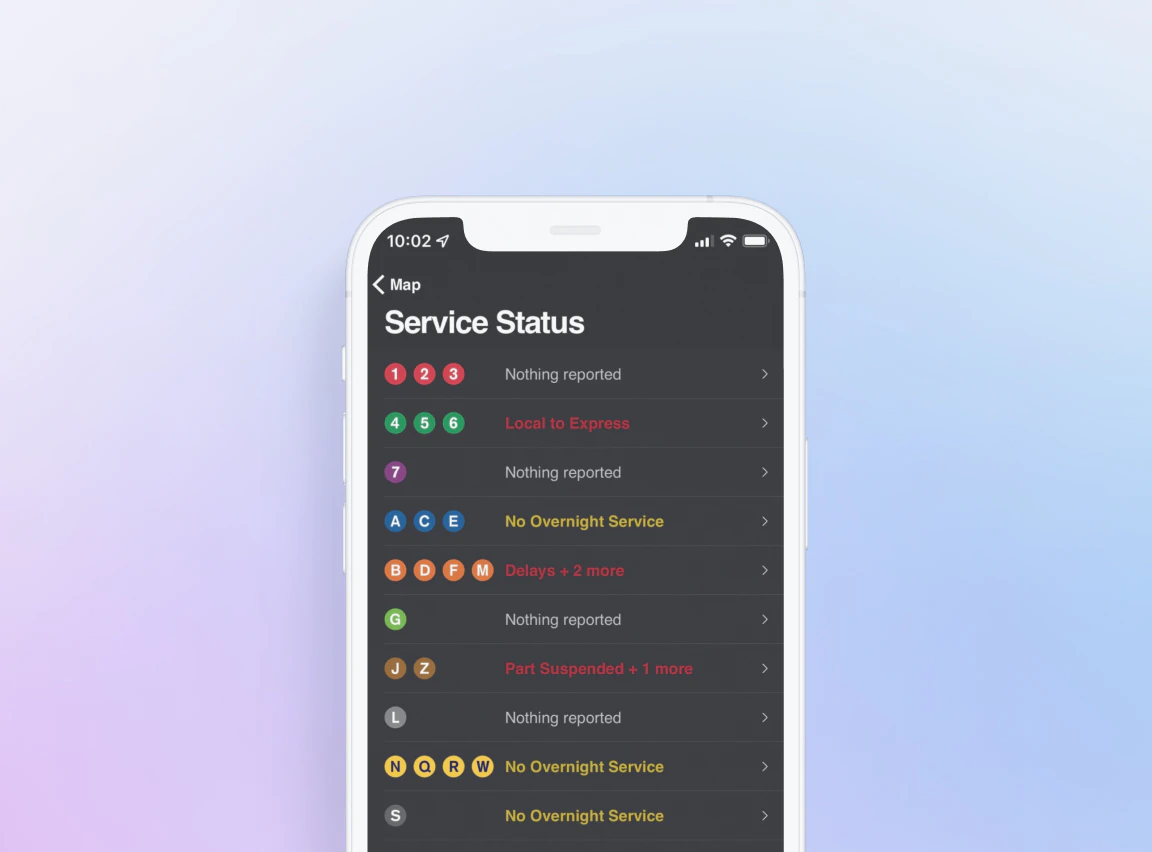 10:02
Map
Service Status
1 2 3 Nothing reported
4 5 6 Local to Express
7 Nothing reported
A C E No Overnight Service
B D F M Delays + 2 more
G Nothing reported
J Z Part Suspended + 1 more
L Nothing reported
N Q R W No Overnight Service
S No Overnight Service